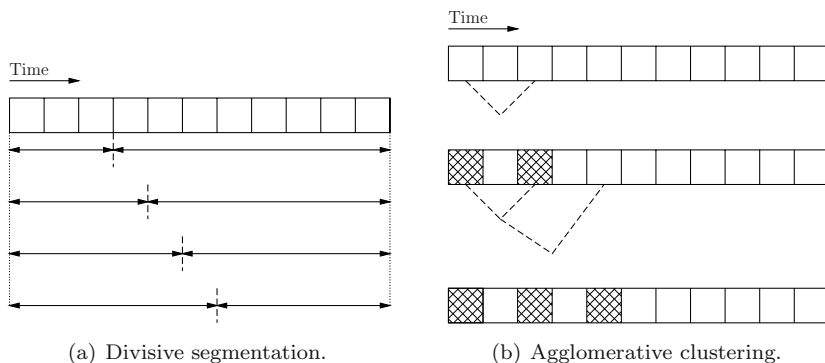 Time
Time
(a) Divisive segmentation.
(b) Agglomerative clustering.